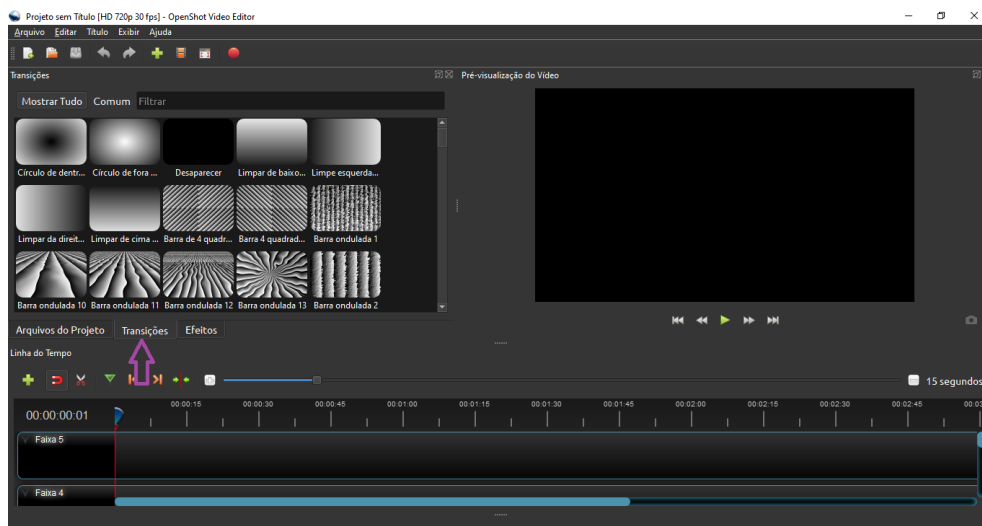 Projeto sem Título [HD 720p 30 fps] - OpenShot Video Editor
Arquivo Editar Título Exibir Ajuda
Transições
Pré-visualização do Vídeo
Mostrar Tudo Comum Filtrar
Círculo de dentr... Círculo de fora ... Desaparecer Limpar de baixo... Limpe esquerda...
Limpar da direit... Limpar de cima ... Barra de 4 quadr... Barra 4 quadrad... Barra ondulada 1
Barra ondulada 10 Barra ondulada 11 Barra ondulada 12 Barra ondulada 13 Barra ondulada 2
Arquivos do Projeto Transições Efeitos
Linha do Tempo
15 segundos
00:00:00:01
00:00:15 00:00:30 00:00:45 00:01:00 00:01:15 00:01:30 00:01:45 00:02:00 00:02:15 00:02:30 00:02:45 00:03
Faixa 5
Faixa 4